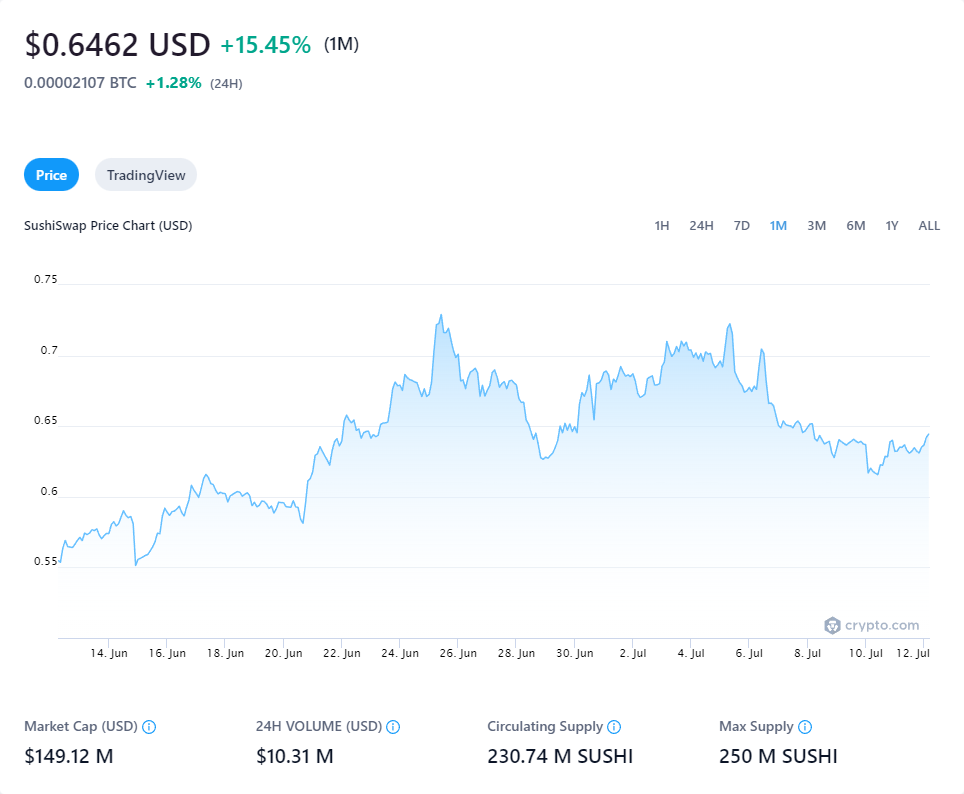 $0.6462 USD +15.45% (1M)
0.00002107 BTC +1.28% (24H)
Price TradingView
SushiSwap Price Chart (USD) 1H 24H 7D 1M 3M 6M 1Y ALL
0.75
0.7
0.65
0.6
0.55
crypto.com
14. Jun 16. Jun 18. Jun 20. Jun 22. Jun 24. Jun 26. Jun 28. Jun 30. Jun 2. Jul 4. Jul 6. Jul 8. Jul 10. Jul 12. Jul
Market Cap (USD) 24H VOLUME (USD) Circulating Supply Max Supply
$149.12 M $10.31 M 230.74 M SUSHI 250 M SUSHI